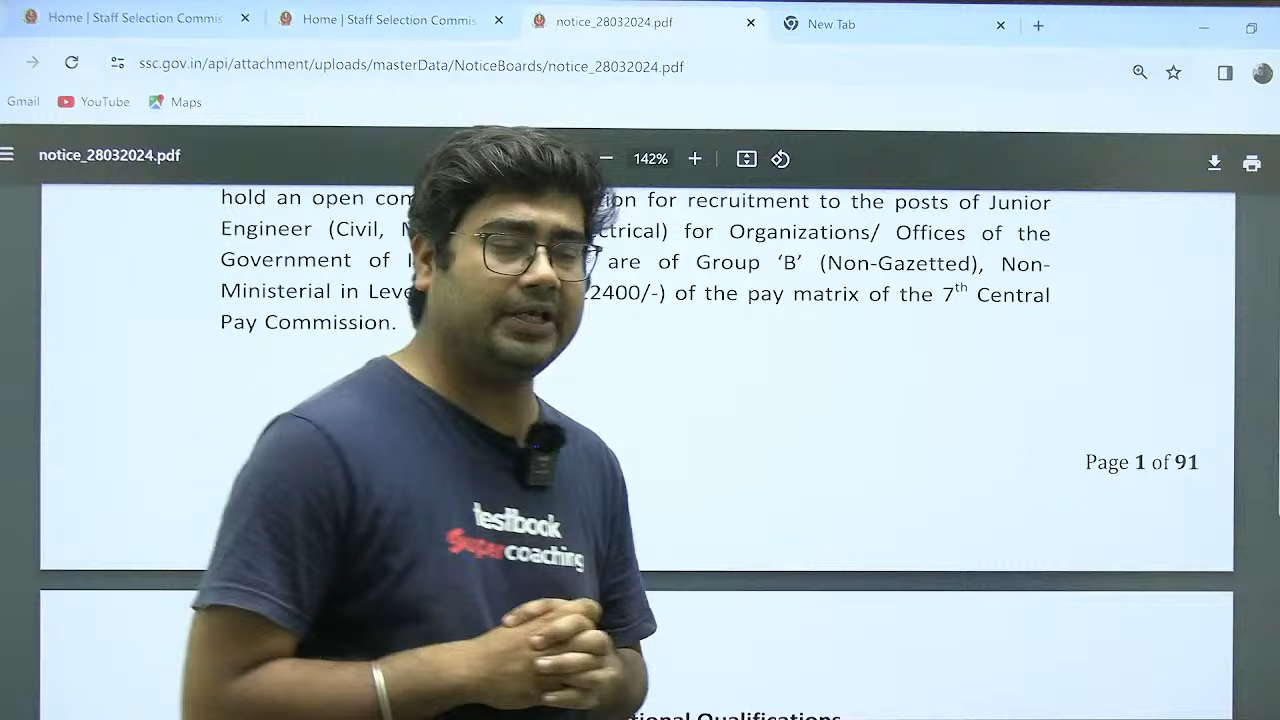 Home | Staff Selection Commis
Home | Staff Selection Commis
notice_28032024.pdf
New Tab
ssc.gov.in/api/attachment/uploads/masterData/NoticeBoards/notice_28032024.pdf
Gmail
YouTube
Maps
notice_28032024.pdf
142%
hold an open com ion for recruitment to the posts of Junior
Engineer (Civil, M ctrical) for Organizations/ Offices of the
Government of I are of Group ‘B’ (Non-Gazetted), Non-
Ministerial in Leve 2400/-) of the pay matrix of the 7th Central
Pay Commission.
Page 1 of 91
testbook
Supercoaching
ional Qualifications